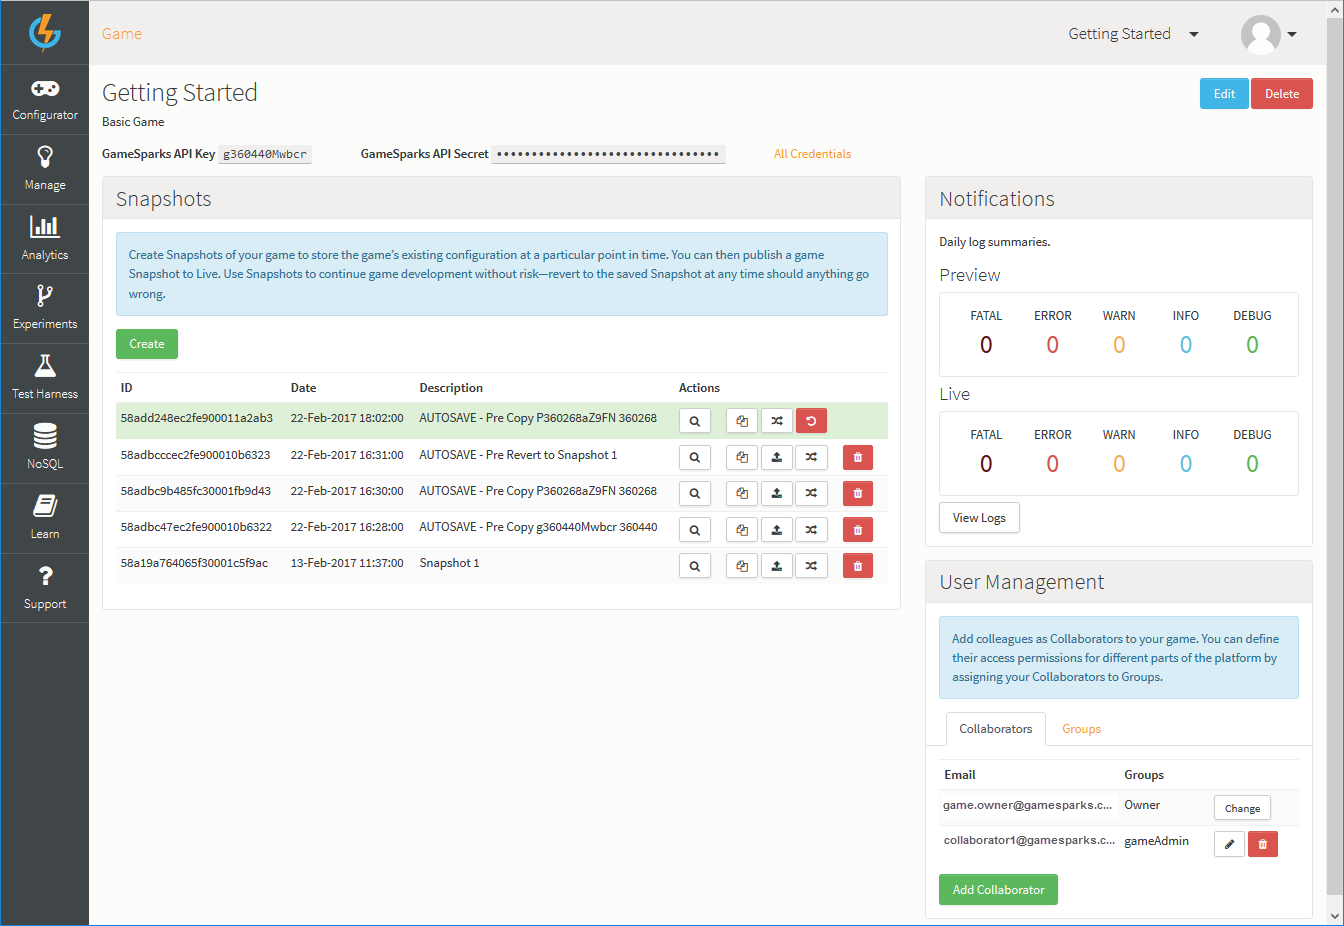 Game
Getting Started
Configurator
Manage
Analytics
Experiments
Test Harness
NoSQL
Learn
Support
Getting Started
Edit
Delete
Basic Game
GameSparks API Key g360440Mwbcr GameSparks API Secret •••••••••••••••••••••••••••••••• All Credentials
Snapshots
Create Snapshots of your game to store the game's existing configuration at a particular point in time. You can then publish a game
Snapshot to Live. Use Snapshots to continue game development without risk—revert to the saved Snapshot at any time should anything go
wrong.
Create
ID Date Description Actions
58add248ec2fe900011a2ab3 22-Feb-2017 18:02:00 AUTOSAVE - Pre Copy P360268aZ9FN 360268
58adbcccec2fe900010b6323 22-Feb-2017 16:31:00 AUTOSAVE - Pre Revert to Snapshot 1
58adbc9b485fc30001fb9d43 22-Feb-2017 16:30:00 AUTOSAVE - Pre Copy P360268aZ9FN 360268
58adbc47ec2fe900010b6322 22-Feb-2017 16:28:00 AUTOSAVE - Pre Copy g360440Mwbcr 360440
58a19a764065f30001c5f9ac 13-Feb-2017 11:37:00 Snapshot 1
Notifications
Daily log summaries.
Preview
FATAL ERROR WARN INFO DEBUG
0 0 0 0 0
Live
FATAL ERROR WARN INFO DEBUG
0 0 0 0 0
View Logs
User Management
Add colleagues as Collaborators to your game. You can define
their access permissions for different parts of the platform by
assigning your Collaborators to Groups.
Collaborators Groups
Email Groups
game.owner@gamesparks.c... Owner Change
collaborator1@gamesparks.c... gameAdmin
Add Collaborator